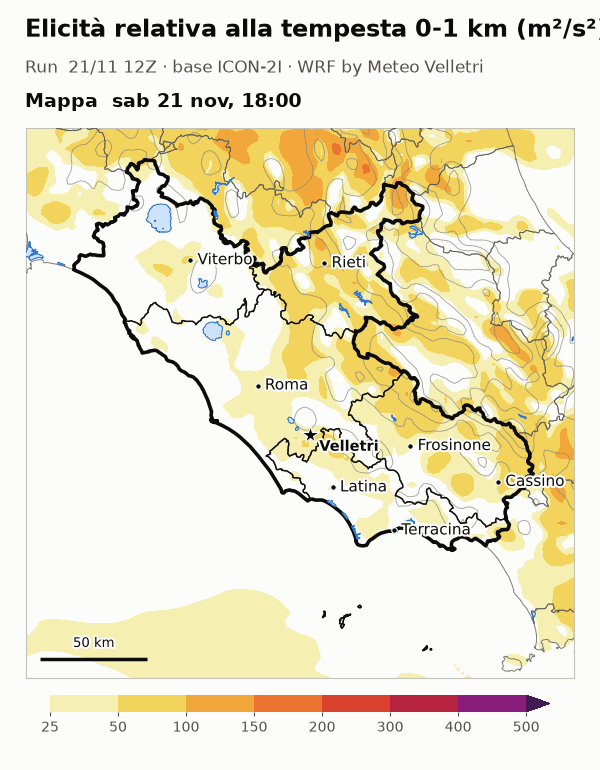 Elicità relativa alla tempesta 0-1 km (m²/s²)
Run  21/11 12Z · base ICON-2I · WRF by Meteo Velletri
Mappa  sab 21 nov, 18:00
Viterbo
Rieti
Roma
Velletri
Frosinone
Cassino
Latina
Terracina
50 km
25 50 100 150 200 300 400 500